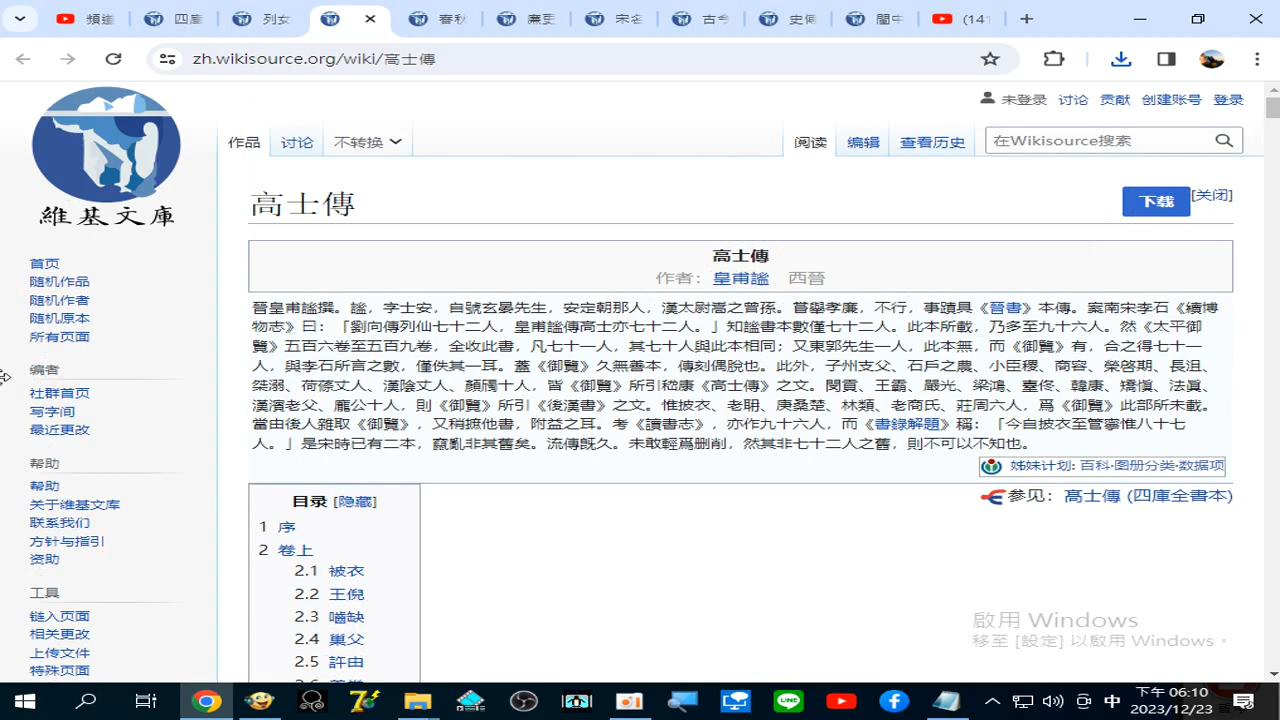 頻道
四庫
列女
春秋
廉吏
宋名
古今
史傳
閩中
(141
zh.wikisource.org/wiki/高士傳
未登录 讨论 贡献 创建账号 登录
維基文庫
作品 讨论 不转换 阅读 编辑 查看历史 在Wikisource搜索
高士傳
下载 [关闭]
高士傳
作者：皇甫謐 西晉
晉皇甫謐撰。謐，字士安，自號玄晏先生，安定朝那人，漢太尉嵩之曾孫。嘗舉孝廉，不行，事蹟具《晉書》本傳。案南宋李石《續博
物志》曰：「劉向傳列仙七十二人，皇甫謐傳高士亦七十二人。」知謐書本數僅七十二人。此本所載，乃多至九十六人。然《太平御
覽》五百六卷至五百九卷，全收此書，凡七十一人，其七十人與此本相同；又東郭先生一人，此本無，而《御覽》有，合之得七十一
人，與李石所言之數，僅佚其一耳。蓋《御覽》久無善本，傳刻偶脫也。此外，子州支父、石戶之農、小臣稷、商容、榮啓期、長沮、
桀溺、荷蓧丈人、漢陰丈人、顏闔十人，皆《御覽》所引嵇康《高士傳》之文。閔貢、王霸、嚴光、梁鴻、臺佟、韓康、矯愼、法眞、
漢濱老父、龐公十人，則《御覽》所引《後漢書》之文。惟披衣、老聃、庚桑楚、林類、老商氏、莊周六人，爲《御覽》此部所未載。
當由後人雜取《御覽》，又稍摭他書，附益之耳。考《讀書志》，亦作九十六人，而《書錄解題》稱：「今自披衣至管寧惟八十七
人。」是宋時已有二本，竄亂非其舊矣。流傳旣久。未敢輕爲删削，然其非七十二人之舊，則不可以不知也。
姊妹计划: 百科·图册分类·数据项
参见：高士傳 (四庫全書本)
目录 [隐藏]
1 序
2 卷上
2.1 被衣
2.2 王倪
2.3 嚙缺
2.4 巢父
2.5 許由
2.6
首页
随机作品
随机作者
随机原本
所有页面
编者
社群首页
写字间
最近更改
帮助
帮助
关于维基文库
联系我们
方针与指引
资助
工具
链入页面
相关更改
上传文件
特殊页面
啟用 Windows
移至 [設定] 以啟用 Windows。
LINE
中
下午 06:10
2023/12/23